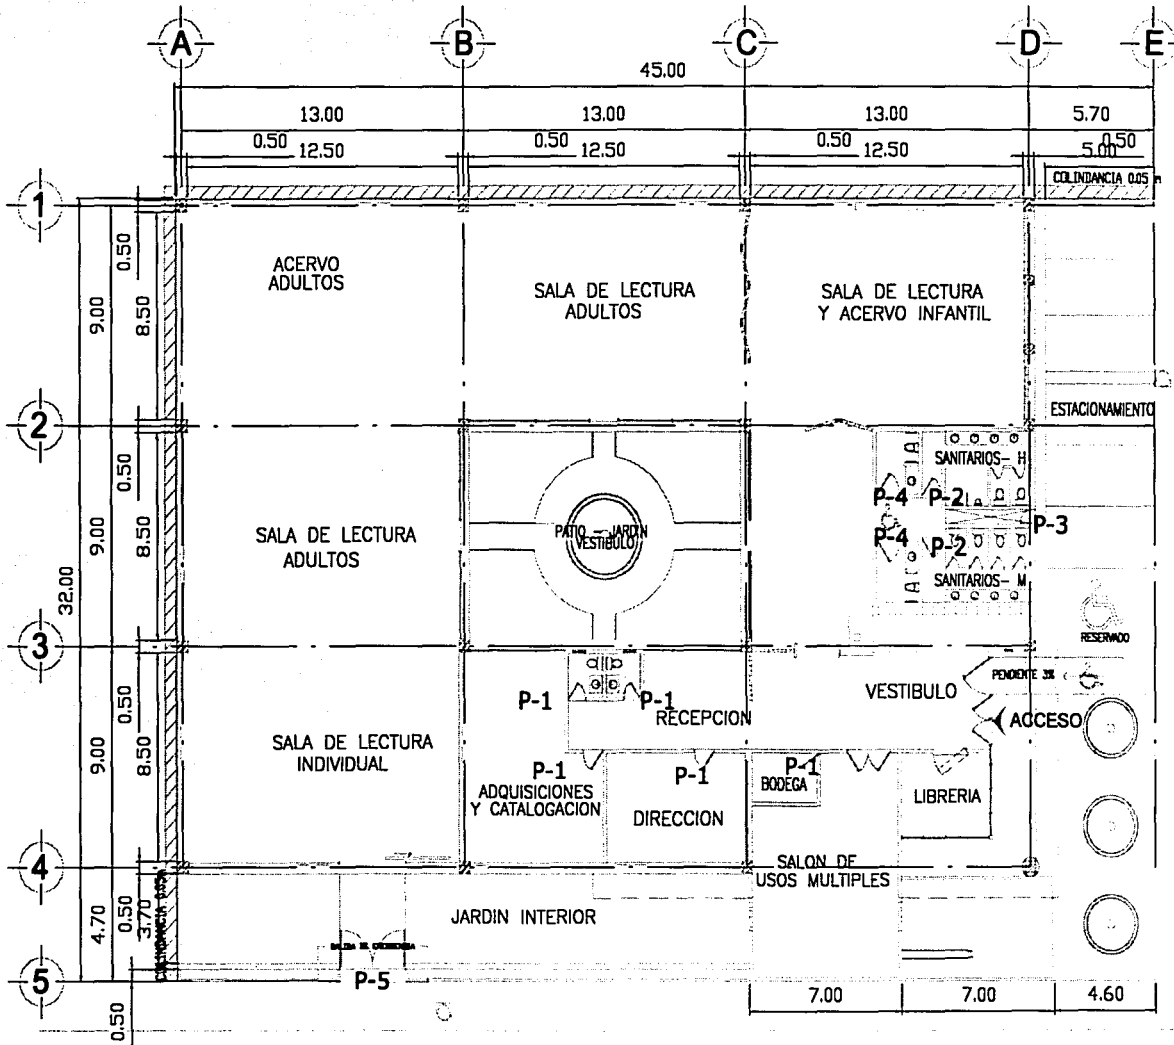 A B C D E
45.00
13.00 13.00 13.00 5.70
0.50 0.50 0.50 0.50
12.50 12.50 12.50 5.00
COLINDANCIA 0.05 m
1
0.50
ACERVO
ADULTOS
SALA DE LECTURA
ADULTOS
SALA DE LECTURA
Y ACERVO INFANTIL
9.00
8.50
2
ESTACIONAMIENTO
0.50
SANITARIOS- H
P-4 P-2
P-3
PATIO - JARDIN
VESTIBULO
SALA DE LECTURA
ADULTOS
P-4 P-2
9.00
8.50
32.00
SANITARIOS- M
3
RESERVADO
PENDIENTE 3%
0.50
P-1 P-1
VESTIBULO
RECEPCION
ACCESO
9.00
8.50
SALA DE LECTURA
INDIVIDUAL
P-1 P-1 P-1
BODEGA
ADQUISICIONES
Y CATALOGACION
DIRECCION
LIBRERIA
4
SALON DE
USOS MULTIPLES
COLINDANCIA 0.05
4.70
0.50
3.70
JARDIN INTERIOR
SALIDA DE EMERGENCIA
5
P-5
7.00 7.00 4.60
0.50